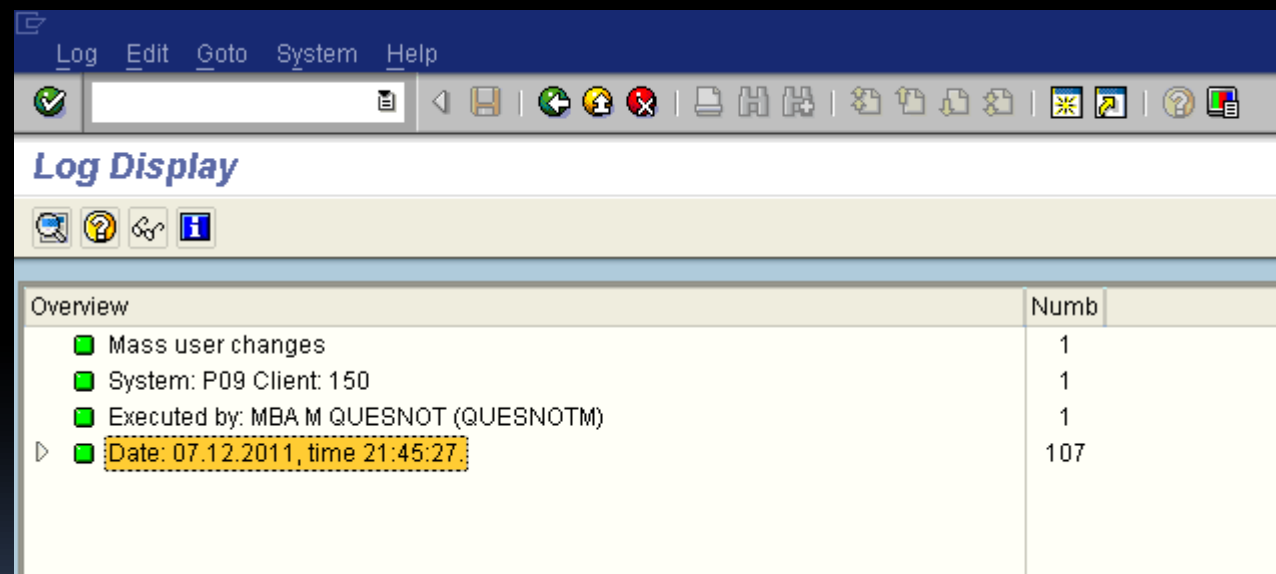 Log Edit Goto System Help
Log Display
Overview Numb
Mass user changes 1
System: P09 Client: 150 1
Executed by: MBA M QUESNOT (QUESNOTM) 1
Date: 07.12.2011, time 21:45:27. 107